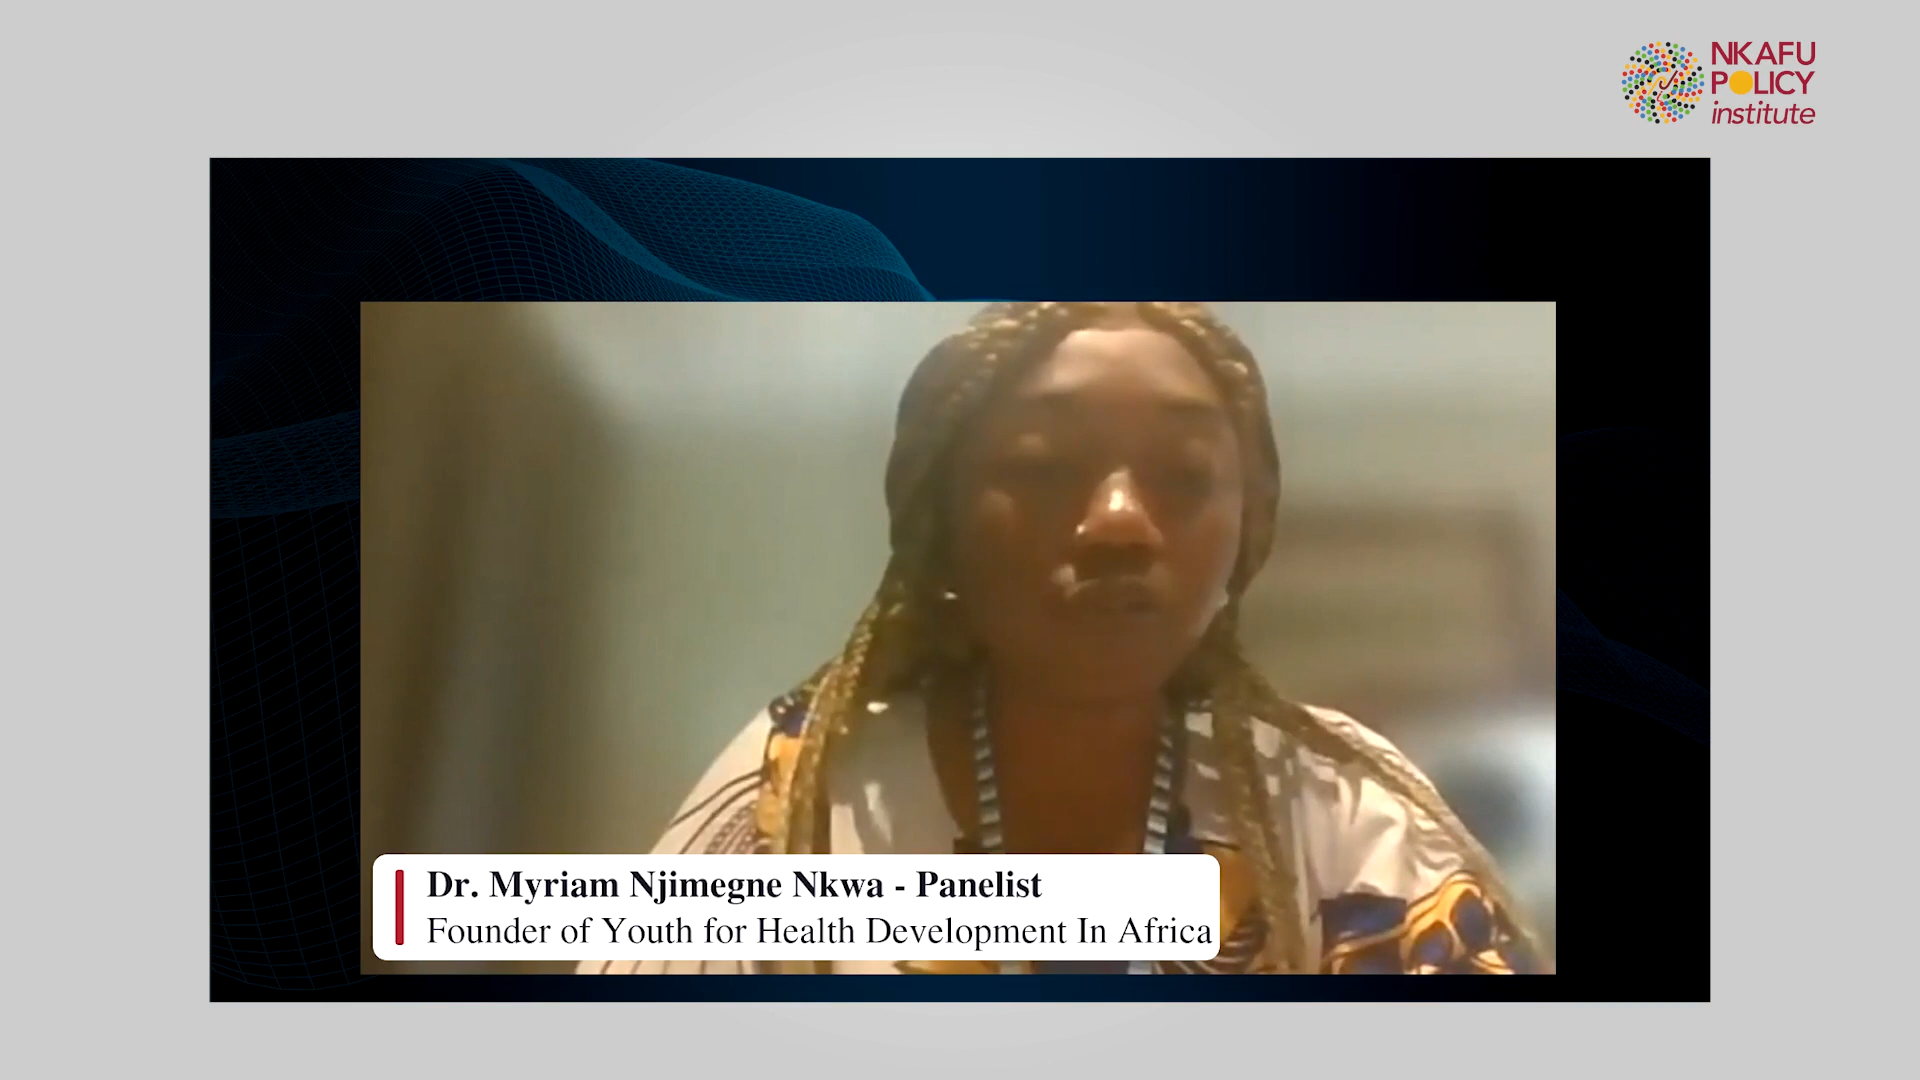 NKAFU
POLICY
institute
Dr. Myriam Njimegne Nkwa - Panelist
Founder of Youth for Health Development In Africa